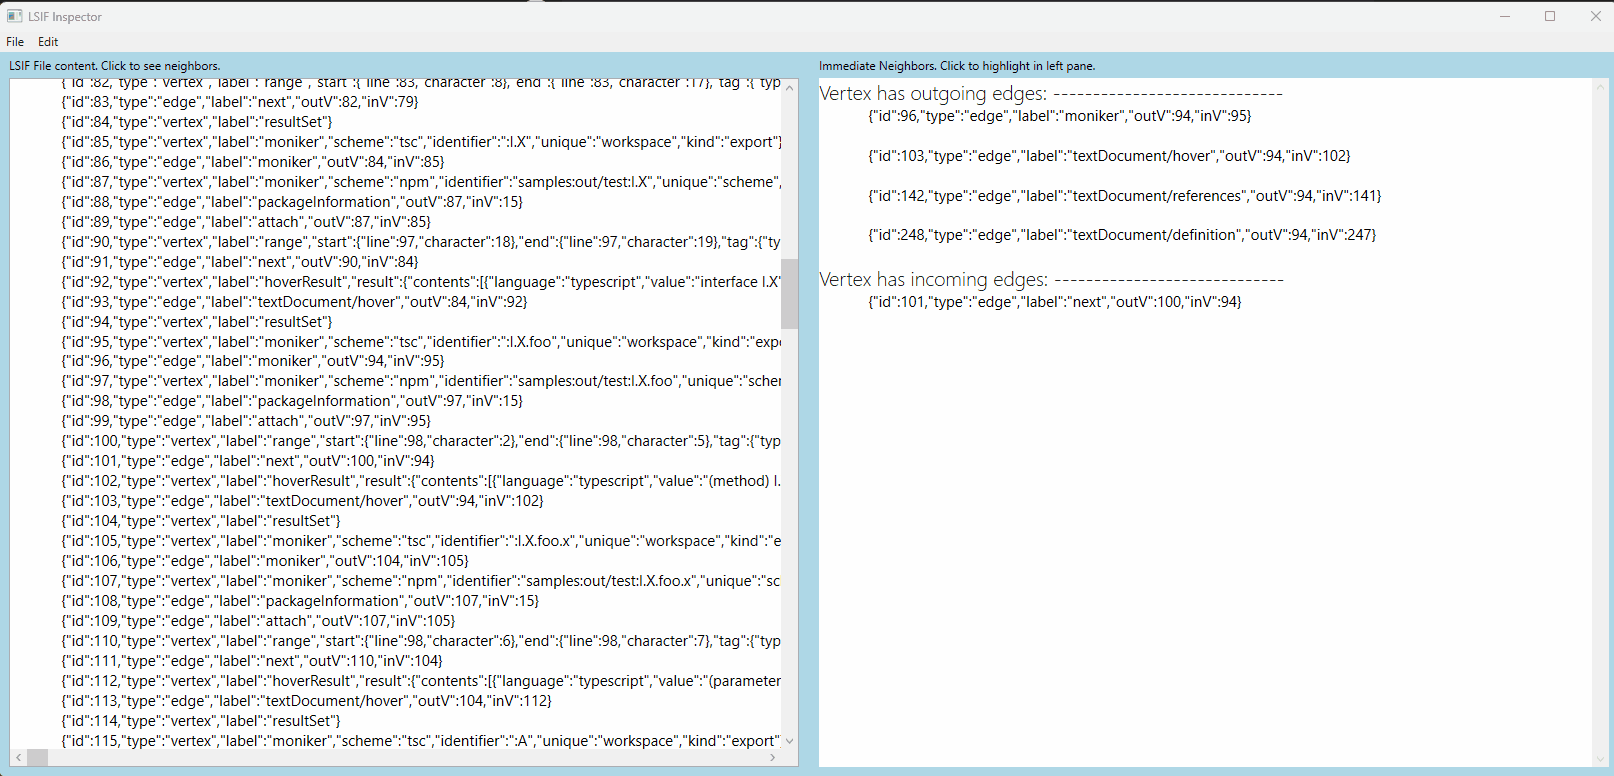 LSIF Inspector
File Edit
LSIF File content. Click to see neighbors.
{"id":82,"type":"vertex","label":"range","start":{"line":83,"character":8},"end":{"line":83,"character":17},"tag":{"typ
{"id":83,"type":"edge","label":"next","outV":82,"inV":79}
{"id":84,"type":"vertex","label":"resultSet"}
{"id":85,"type":"vertex","label":"moniker","scheme":"tsc","identifier":":I.X","unique":"workspace","kind":"export"}
{"id":86,"type":"edge","label":"moniker","outV":84,"inV":85}
{"id":87,"type":"vertex","label":"moniker","scheme":"npm","identifier":"samples:out/test:I.X","unique":"scheme",
{"id":88,"type":"edge","label":"packageInformation","outV":87,"inV":15}
{"id":89,"type":"edge","label":"attach","outV":87,"inV":85}
{"id":90,"type":"vertex","label":"range","start":{"line":97,"character":18},"end":{"line":97,"character":19},"tag":{"ty
{"id":91,"type":"edge","label":"next","outV":90,"inV":84}
{"id":92,"type":"vertex","label":"hoverResult","result":{"contents":[{"language":"typescript","value":"interface I.X"
{"id":93,"type":"edge","label":"textDocument/hover","outV":84,"inV":92}
{"id":94,"type":"vertex","label":"resultSet"}
{"id":95,"type":"vertex","label":"moniker","scheme":"tsc","identifier":":I.X.foo","unique":"workspace","kind":"expo
{"id":96,"type":"edge","label":"moniker","outV":94,"inV":95}
{"id":97,"type":"vertex","label":"moniker","scheme":"npm","identifier":"samples:out/test:I.X.foo","unique":"scher
{"id":98,"type":"edge","label":"packageInformation","outV":97,"inV":15}
{"id":99,"type":"edge","label":"attach","outV":97,"inV":95}
{"id":100,"type":"vertex","label":"range","start":{"line":98,"character":2},"end":{"line":98,"character":5},"tag":{"typ
{"id":101,"type":"edge","label":"next","outV":100,"inV":94}
{"id":102,"type":"vertex","label":"hoverResult","result":{"contents":[{"language":"typescript","value":"(method) I.
{"id":103,"type":"edge","label":"textDocument/hover","outV":94,"inV":102}
{"id":104,"type":"vertex","label":"resultSet"}
{"id":105,"type":"vertex","label":"moniker","scheme":"tsc","identifier":":I.X.foo.x","unique":"workspace","kind":"e
{"id":106,"type":"edge","label":"moniker","outV":104,"inV":105}
{"id":107,"type":"vertex","label":"moniker","scheme":"npm","identifier":"samples:out/test:I.X.foo.x","unique":"sc
{"id":108,"type":"edge","label":"packageInformation","outV":107,"inV":15}
{"id":109,"type":"edge","label":"attach","outV":107,"inV":105}
{"id":110,"type":"vertex","label":"range","start":{"line":98,"character":6},"end":{"line":98,"character":7},"tag":{"typ
{"id":111,"type":"edge","label":"next","outV":110,"inV":104}
{"id":112,"type":"vertex","label":"hoverResult","result":{"contents":[{"language":"typescript","value":"(parameter
{"id":113,"type":"edge","label":"textDocument/hover","outV":104,"inV":112}
{"id":114,"type":"vertex","label":"resultSet"}
{"id":115,"type":"vertex","label":"moniker","scheme":"tsc","identifier":":A","unique":"workspace","kind":"export"}
Immediate Neighbors. Click to highlight in left pane.
Vertex has outgoing edges: -----------------------------
{"id":96,"type":"edge","label":"moniker","outV":94,"inV":95}
{"id":103,"type":"edge","label":"textDocument/hover","outV":94,"inV":102}
{"id":142,"type":"edge","label":"textDocument/references","outV":94,"inV":141}
{"id":248,"type":"edge","label":"textDocument/definition","outV":94,"inV":247}
Vertex has incoming edges: -----------------------------
{"id":101,"type":"edge","label":"next","outV":100,"inV":94}